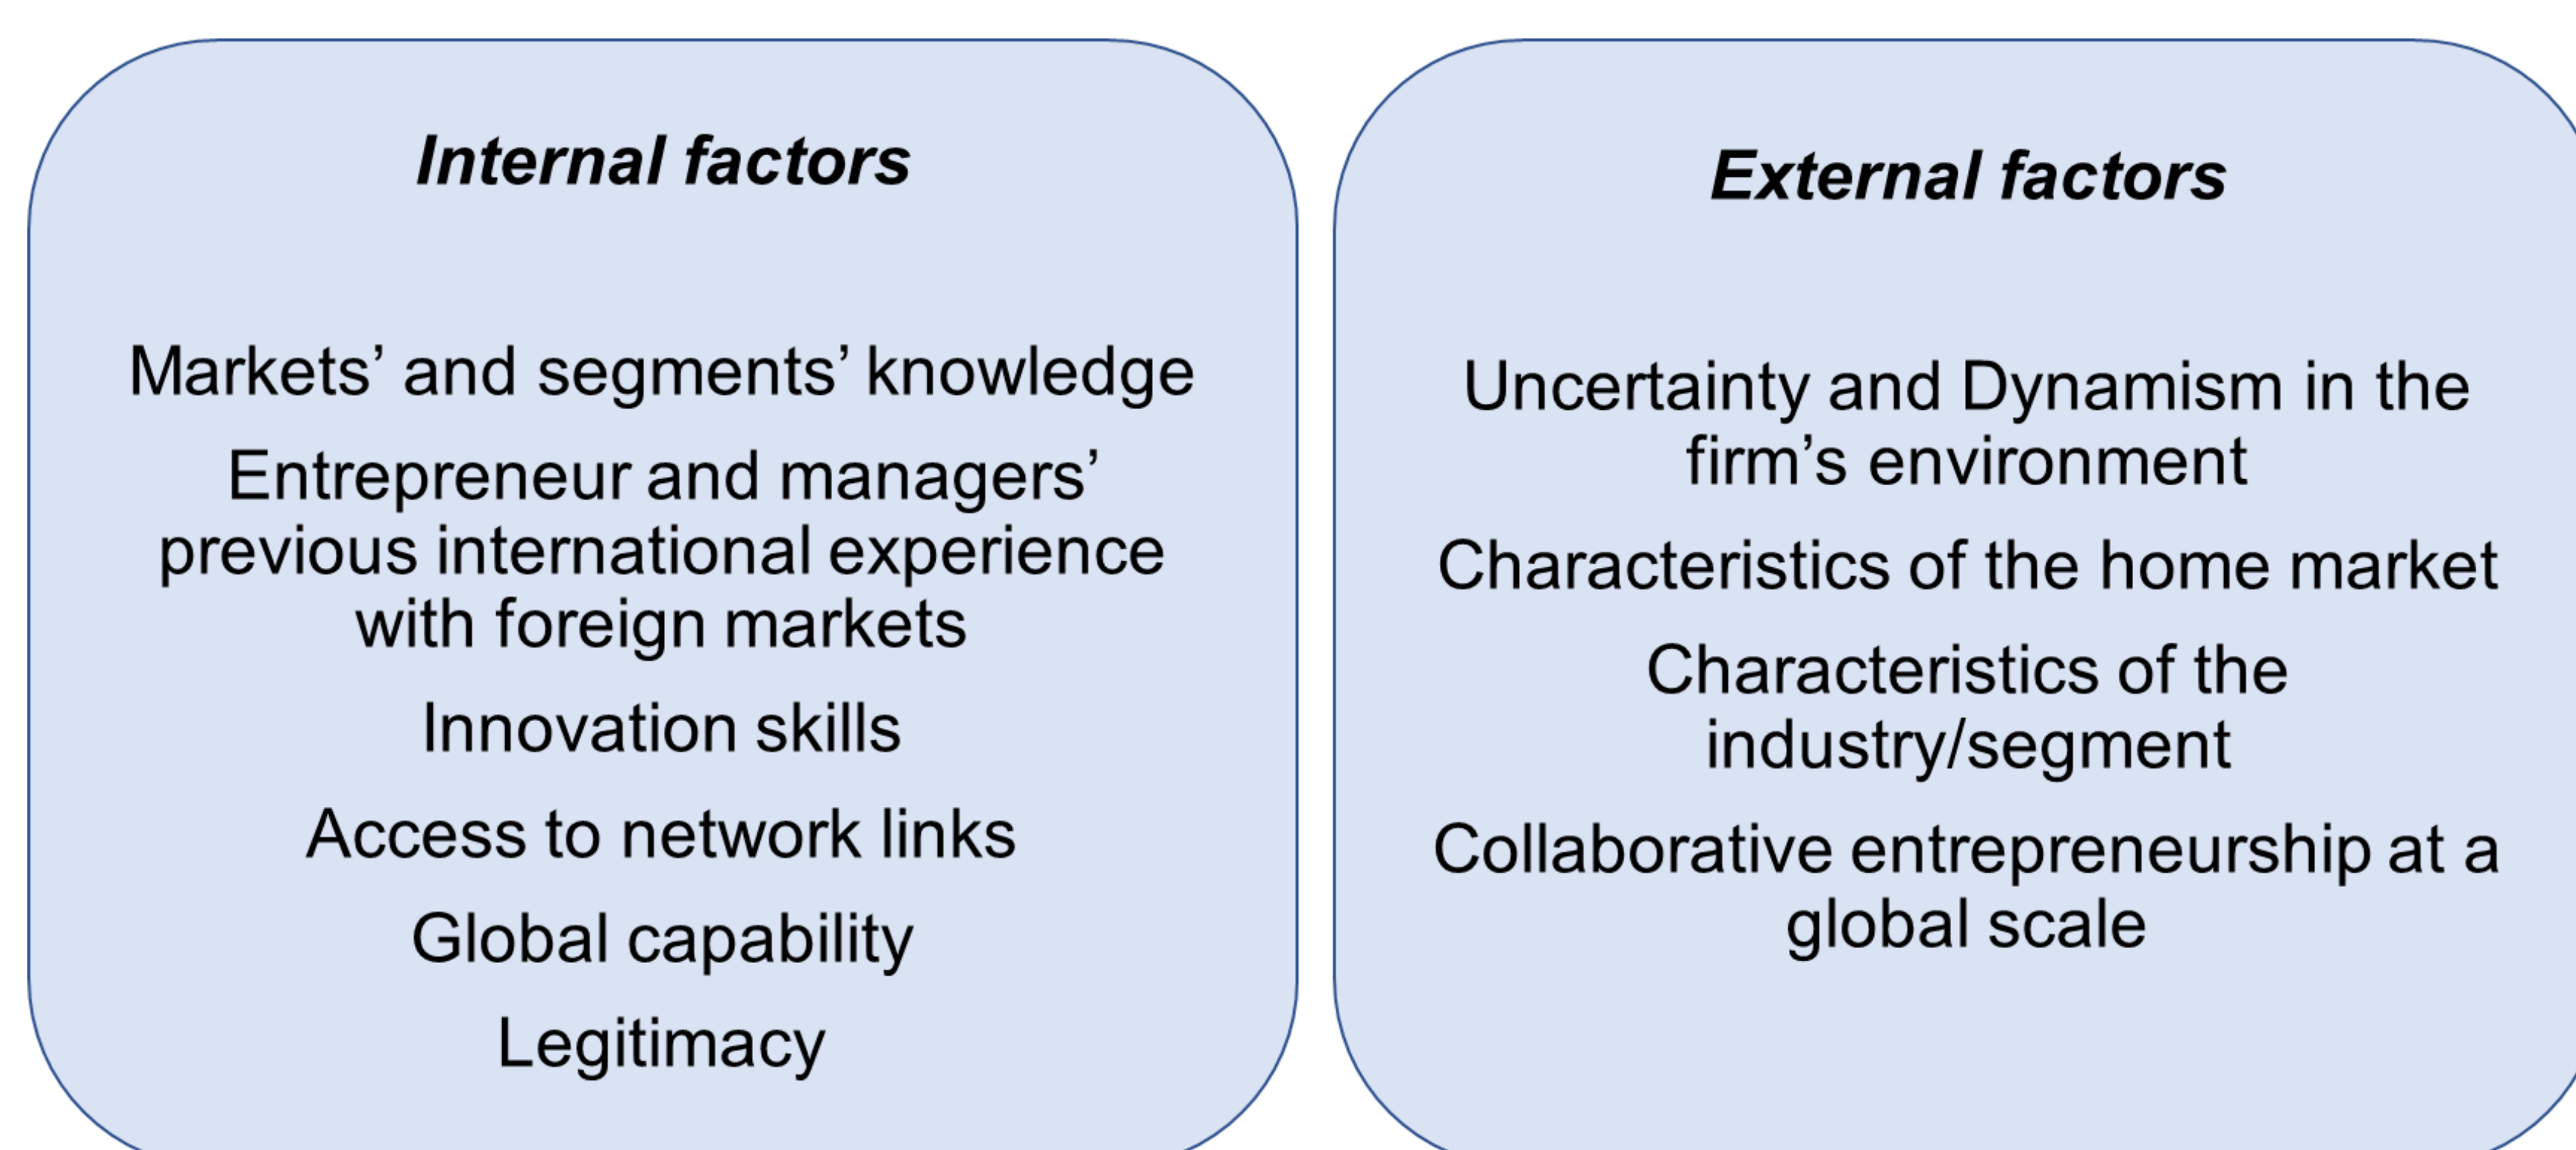 Internal factors
Markets’ and segments’ knowledge
Entrepreneur and managers’
previous international experience
with foreign markets
Innovation skills
Access to network links
Global capability
Legitimacy
External factors
Uncertainty and Dynamism in the
firm’s environment
Characteristics of the home market
Characteristics of the
industry/segment
Collaborative entrepreneurship at a
global scale